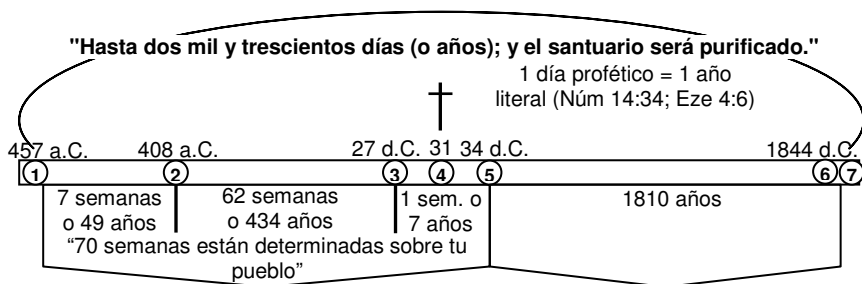 "Hasta dos mil y trescientos días (o años); y el santuario será purificado."
1 día profético = 1 año
literal (Núm 14:34; Eze 4:6)
457 a.C. 408 a.C. 27 d.C. 31 34 d.C. 1844 d.C.
1 2 3 4 5 6 7
7 semanas
o 49 años
62 semanas
o 434 años
1 sem. o
7 años
1810 años
“70 semanas están determinadas sobre tu
pueblo”